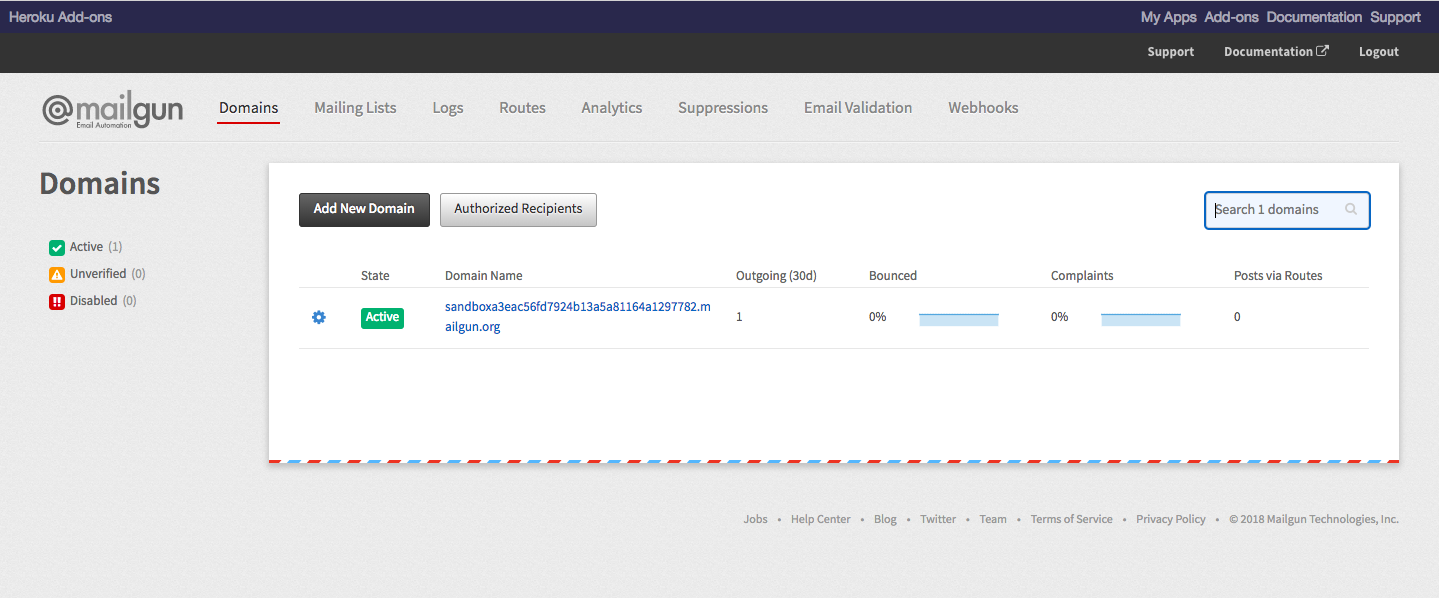 Heroku Add-ons My Apps Add-ons Documentation Support
Support Documentation Logout
@mailgun
Email Automation
Domains Mailing Lists Logs Routes Analytics Suppressions Email Validation Webhooks
Domains
Add New Domain Authorized Recipients Search 1 domains
Active (1)
Unverified (0)
Disabled (0)
State Domain Name Outgoing (30d) Bounced Complaints Posts via Routes
Active sandboxa3eac56fd7924b13a5a81164a1297782.m 1 0% 0% 0
ailgun.org
Jobs • Help Center • Blog • Twitter • Team • Terms of Service • Privacy Policy • © 2018 Mailgun Technologies, Inc.